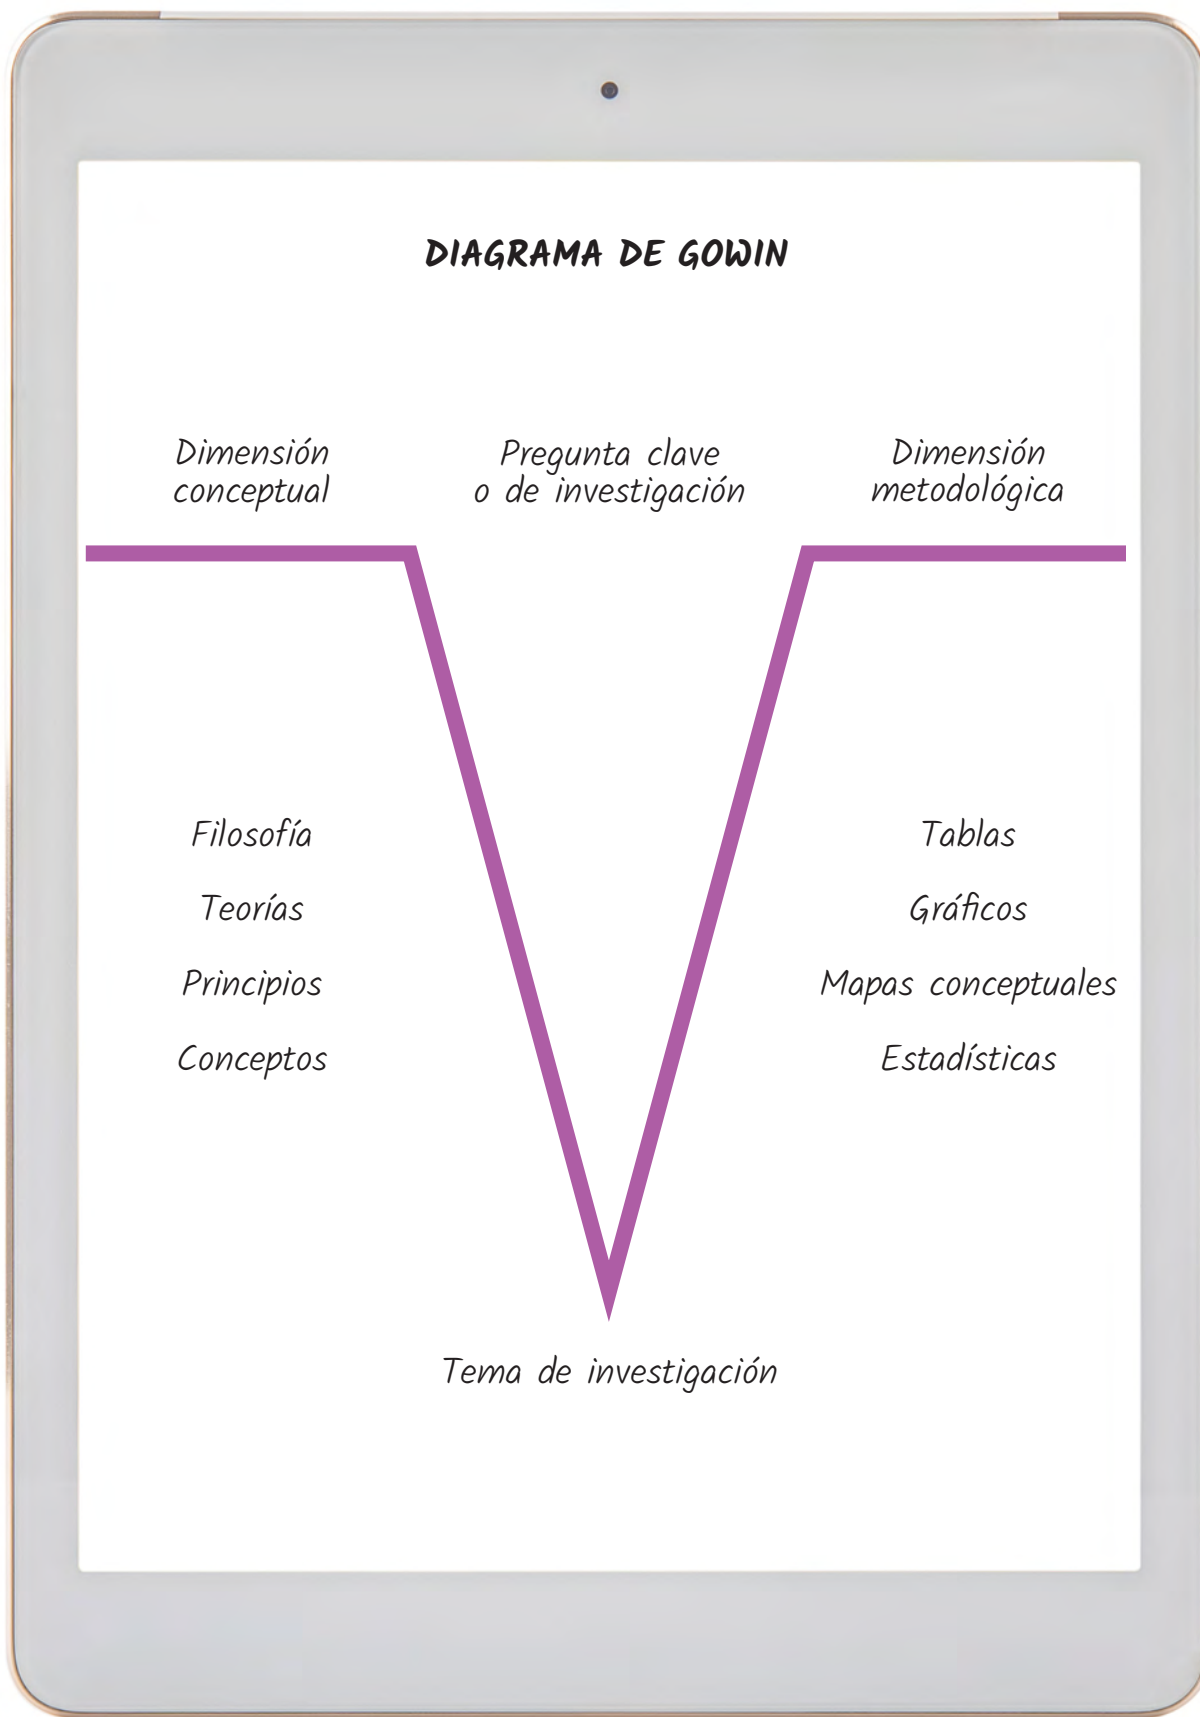 DIAGRAMA DE GOWIN
Dimensión
conceptual
Pregunta clave
o de investigación
Dimensión
metodológica
Filosofía
Teorías
Principios
Conceptos
Tablas
Gráficos
Mapas conceptuales
Estadísticas
Tema de investigación